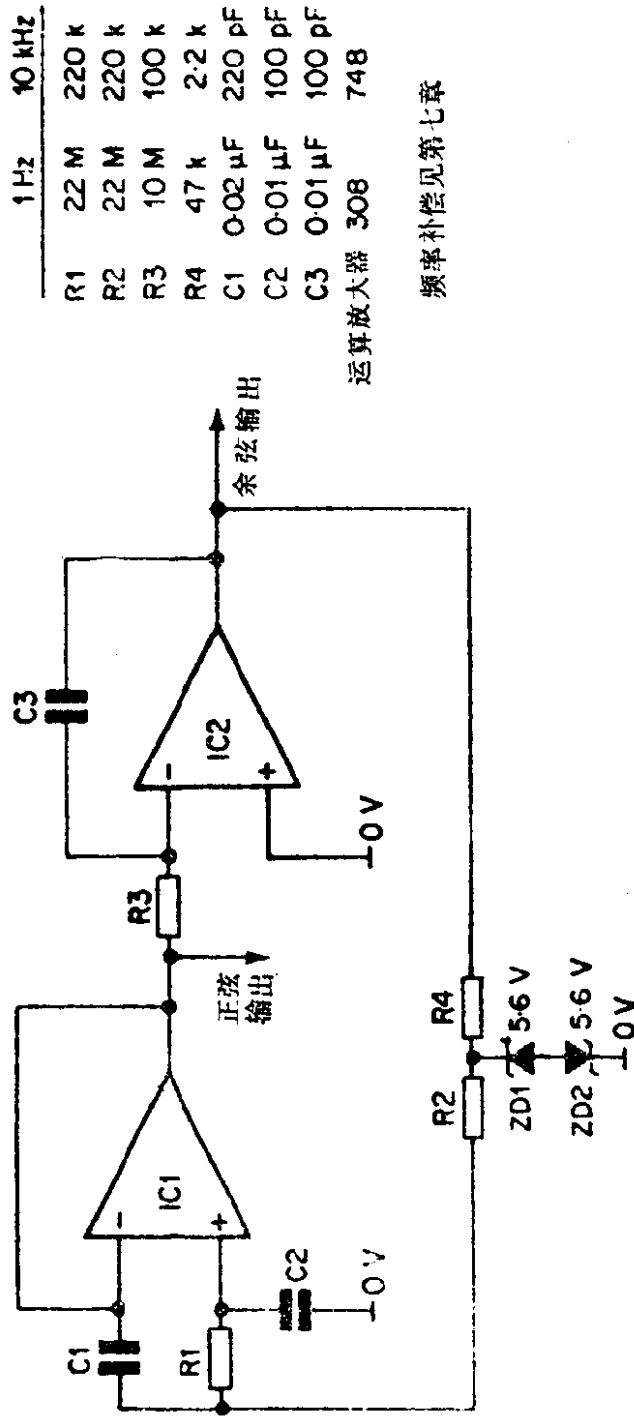 1 Hz 10 kHz
R1 22 M 220 k
R2 22 M 220 k
R3 10 M 100 k
R4 47 k 2·2 k
C1 0·02 µF 220 pF
C2 0·01 µF 100 pF
C3 0·01 µF 100 pF
运算放大器 308 748
频率补偿见第七章
C3
C1
R1
IC1
-
+
C2
0 V
正弦
输出
R3
IC2
-
+
0 V
余弦输出
R2
R4
ZD1
5·6 V
ZD2
5·6 V
0 V